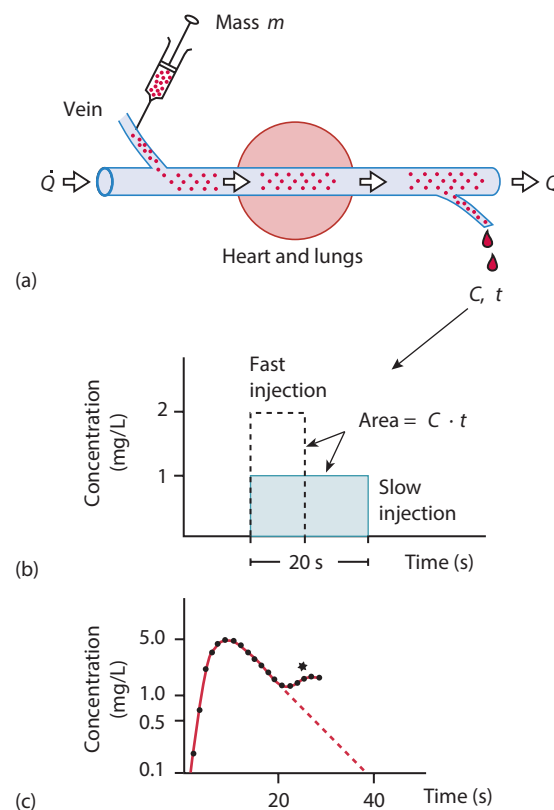 Mass m
Vein
Q̇
Q
Heart and lungs
(a)
C, t
Fast
injection
Area = C · t
Concentration
(mg/L)
2
1
Slow
injection
20 s
Time (s)
(b)
Concentration
(mg/L)
5.0
1.0
0.5
0.1
20
40
Time (s)
(c)